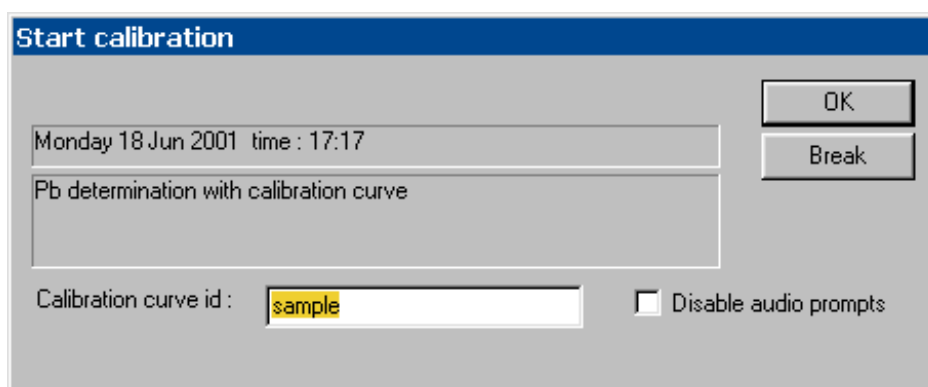 Start calibration
OK
Monday 18 Jun 2001 time : 17:17
Break
Pb determination with calibration curve
Calibration curve id : sample Disable audio prompts